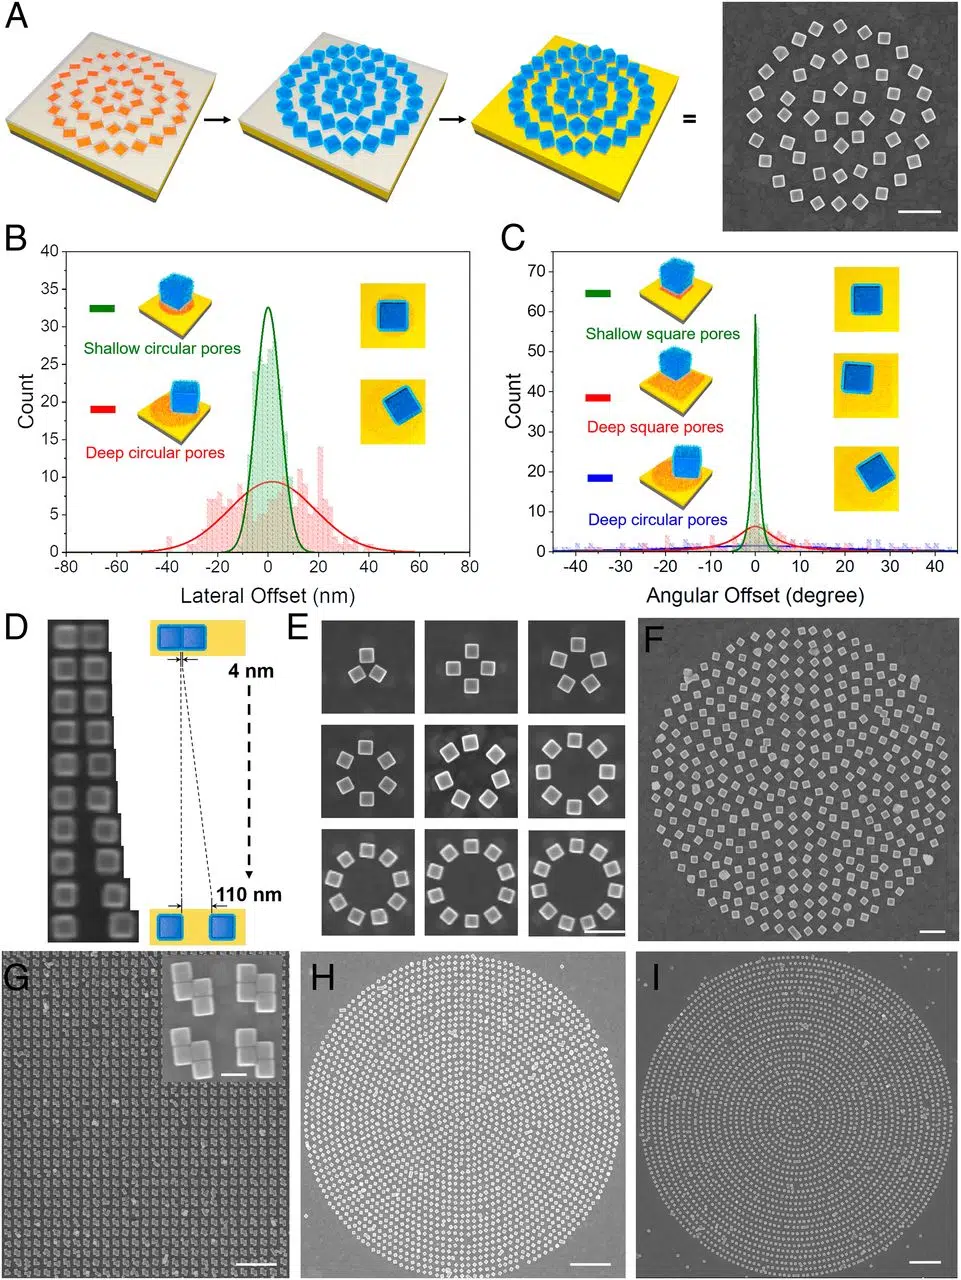 A
=
B
40
35
30
25
20
15
10
5
0
Count
-80
-60
-40
-20
0
20
40
60
80
Lateral Offset (nm)
Shallow circular pores
Deep circular pores
C
70
60
50
40
30
20
10
0
Count
-40
-30
-20
-10
0
10
20
30
40
Angular Offset (degree)
Shallow square pores
Deep square pores
Deep circular pores
D
4 nm
110 nm
E
F
G
H
I